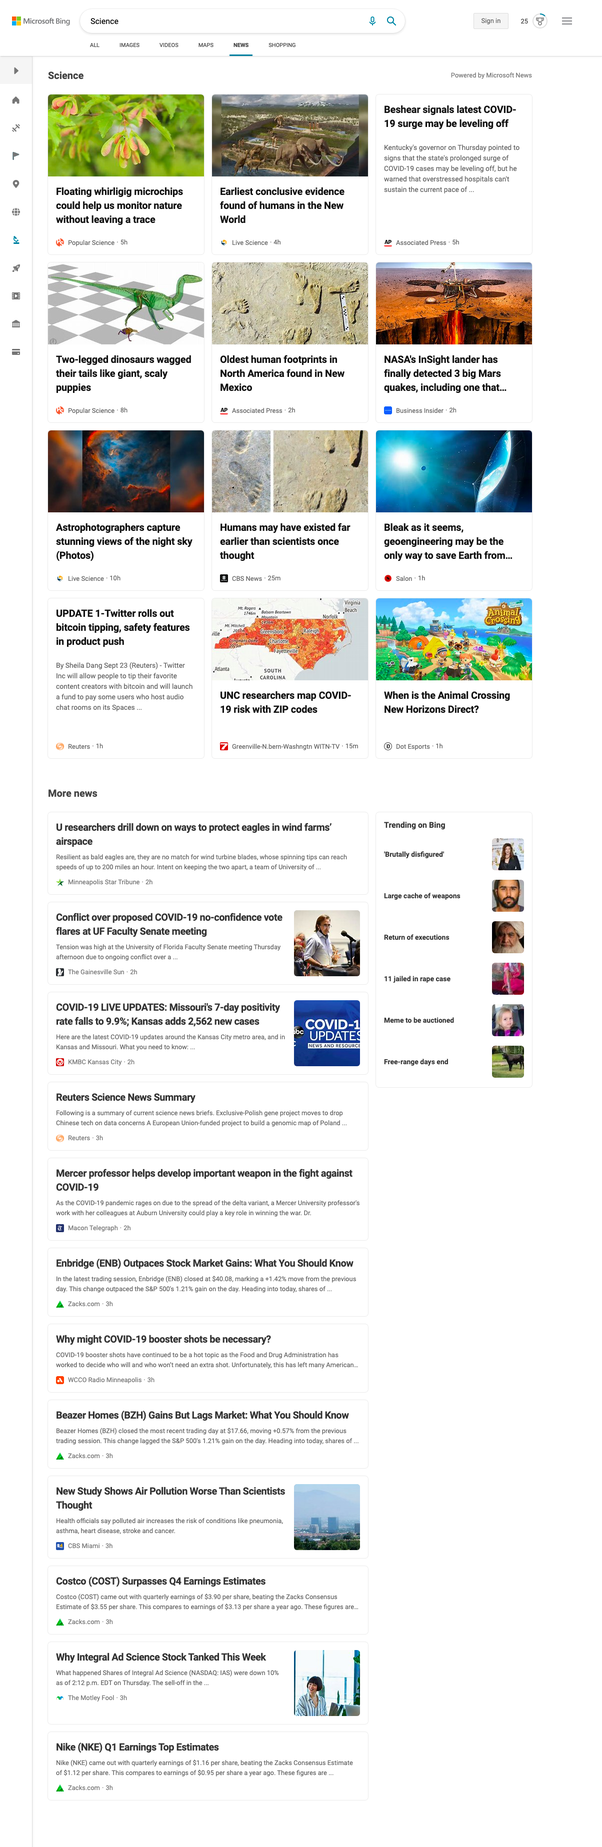 Microsoft Bing
Science
Sign in
25
ALL IMAGES VIDEOS MAPS NEWS SHOPPING
Science
Powered by Microsoft News
Floating whirligig microchips
could help us monitor nature
without leaving a trace
Popular Science · 5h
Earliest conclusive evidence
found of humans in the New
World
Live Science · 4h
Beshear signals latest COVID-
19 surge may be leveling off
Kentucky's governor on Thursday pointed to
signs that the state's prolonged surge of
COVID-19 cases may be leveling off, but he
warned that overstressed hospitals can't
sustain the current pace of ...
AP Associated Press · 5h
Two-legged dinosaurs wagged
their tails like giant, scaly
puppies
Popular Science · 8h
Oldest human footprints in
North America found in New
Mexico
AP Associated Press · 2h
NASA's InSight lander has
finally detected 3 big Mars
quakes, including one that...
Business Insider · 2h
Astrophotographers capture
stunning views of the night sky
(Photos)
Live Science · 10h
Humans may have existed far
earlier than scientists once
thought
CBS News · 25m
Bleak as it seems,
geoengineering may be the
only way to save Earth from...
Salon · 1h
UPDATE 1-Twitter rolls out
bitcoin tipping, safety features
in product push
By Sheila Dang Sept 23 (Reuters) - Twitter
Inc will allow people to tip their favorite
content creators with bitcoin and will launch
a fund to pay some users who host audio
chat rooms on its Spaces ...
Reuters · 1h
Virginia
Beach
Norfolk
Raleigh
Charlotte
Fayetteville
Atlanta
SOUTH
CAROLINA
UNC researchers map COVID-
19 risk with ZIP codes
Greenville-N.bern-Washngtn WITN-TV · 15m
Animal
Crossing
When is the Animal Crossing
New Horizons Direct?
Dot Esports · 1h
More news
U researchers drill down on ways to protect eagles in wind farms'
airspace
Resilient as bald eagles are, they are no match for wind turbine blades, whose spinning tips can reach
speeds of up to 200 miles an hour. Intent on keeping the two apart, a team of University of ...
Minneapolis Star Tribune · 2h
Conflict over proposed COVID-19 no-confidence vote
flares at UF Faculty Senate meeting
Tension was high at the University of Florida Faculty Senate meeting Thursday
afternoon due to ongoing conflict over a ...
The Gainesville Sun · 2h
COVID-19 LIVE UPDATES: Missouri's 7-day positivity
rate falls to 9.9%; Kansas adds 2,562 new cases
Here are the latest COVID-19 updates around the Kansas City metro area, and in
Kansas and Missouri. What you need to know: ...
KMBC Kansas City · 2h
abc
COVID-1
UPDATES
NEWS AND RESOURCE
Reuters Science News Summary
Following is a summary of current science news briefs. Exclusive-Polish gene project moves to drop
Chinese tech on data concerns A European Union-funded project to build a genomic map of Poland ...
Reuters · 3h
Mercer professor helps develop important weapon in the fight against
COVID-19
As the COVID-19 pandemic rages on due to the spread of the delta variant, a Mercer University professor's
work with her colleagues at Auburn University could play a key role in winning the war. Dr.
Macon Telegraph · 2h
Enbridge (ENB) Outpaces Stock Market Gains: What You Should Know
In the latest trading session, Enbridge (ENB) closed at $40.08, marking a +1.42% move from the previous
day. This change outpaced the S&P 500's 1.21% gain on the day. Heading into today, shares of ...
Zacks.com · 3h
Why might COVID-19 booster shots be necessary?
COVID-19 booster shots have continued to be a hot topic as the Food and Drug Administration has
worked to decide who will and who won't need an extra shot. Unfortunately, this has left many American...
WCCO Radio Minneapolis · 3h
Beazer Homes (BZH) Gains But Lags Market: What You Should Know
Beazer Homes (BZH) closed the most recent trading day at $17.66, moving +0.57% from the previous
trading session. This change lagged the S&P 500's 1.21% gain on the day. Heading into today, shares of ...
Zacks.com · 3h
New Study Shows Air Pollution Worse Than Scientists
Thought
Health officials say polluted air increases the risk of conditions like pneumonia,
asthma, heart disease, stroke and cancer.
CBS Miami · 3h
Costco (COST) Surpasses Q4 Earnings Estimates
Costco (COST) came out with quarterly earnings of $3.90 per share, beating the Zacks Consensus
Estimate of $3.55 per share. This compares to earnings of $3.13 per share a year ago. These figures are...
Zacks.com · 3h
Why Integral Ad Science Stock Tanked This Week
What happened Shares of Integral Ad Science (NASDAQ: IAS) were down 10%
as of 2:12 p.m. EDT on Thursday. The sell-off in the ...
The Motley Fool · 3h
Nike (NKE) Q1 Earnings Top Estimates
Nike (NKE) came out with quarterly earnings of $1.16 per share, beating the Zacks Consensus Estimate
of $1.12 per share. This compares to earnings of $0.95 per share a year ago. These figures are ...
Zacks.com · 3h
Trending on Bing
'Brutally disfigured'
Large cache of weapons
Return of executions
11 jailed in rape case
Meme to be auctioned
Free-range days end